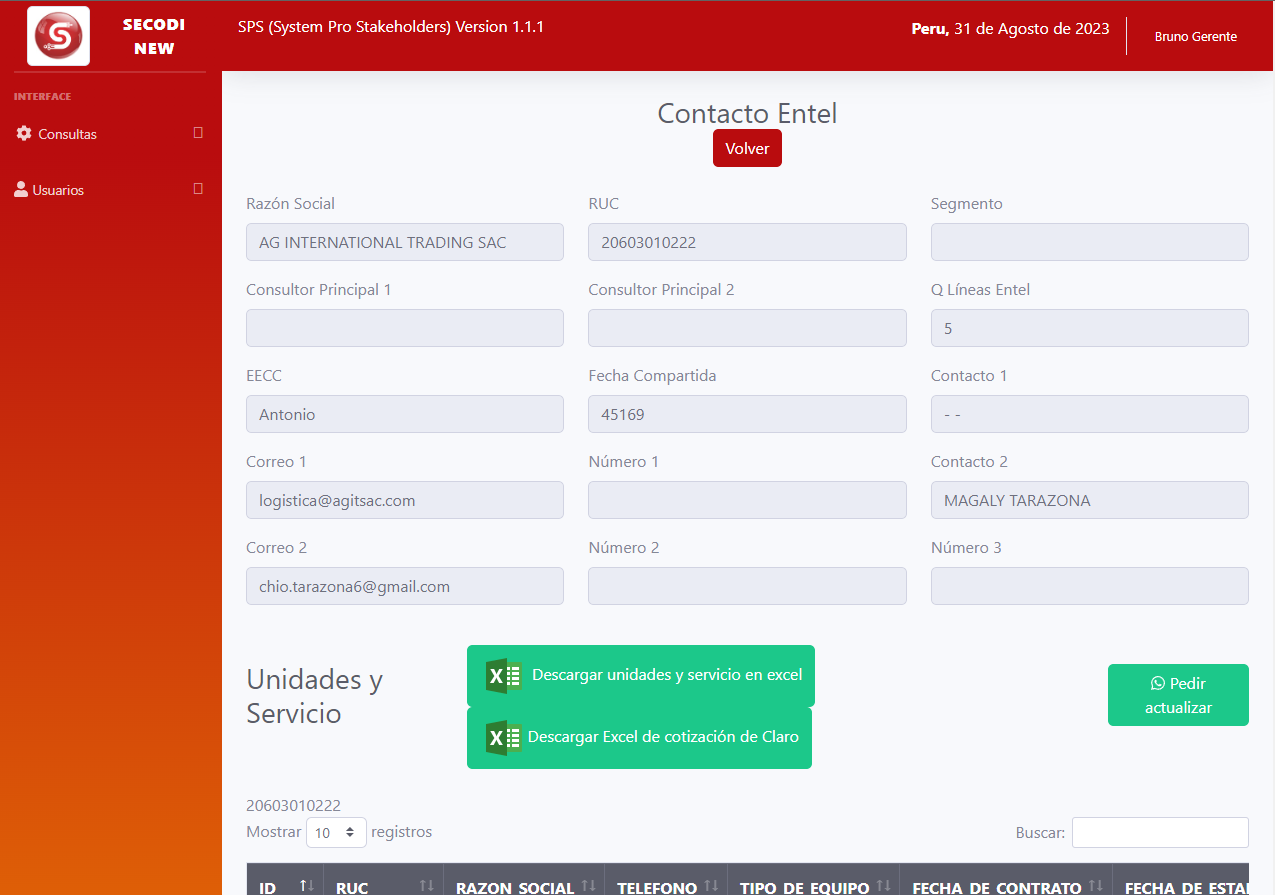 SECODI
NEW
SPS (System Pro Stakeholders) Version 1.1.1
Peru, 31 de Agosto de 2023
Bruno Gerente
INTERFACE
Consultas
Usuarios
Contacto Entel
Volver
Razón Social
RUC
Segmento
AG INTERNATIONAL TRADING SAC
20603010222
Consultor Principal 1
Consultor Principal 2
Q Líneas Entel
5
EECC
Fecha Compartida
Contacto 1
Antonio
45169
- -
Correo 1
Número 1
Contacto 2
logistica@agitsac.com
MAGALY TARAZONA
Correo 2
Número 2
Número 3
chio.tarazona6@gmail.com
Unidades y
Servicio
Descargar unidades y servicio en excel
Descargar Excel de cotización de Claro
Pedir
actualizar
20603010222
Mostrar 10 registros
Buscar:
ID RUC RAZON SOCIAL TELEFONO TIPO DE EQUIPO FECHA DE CONTRATO FECHA DE ESTAI